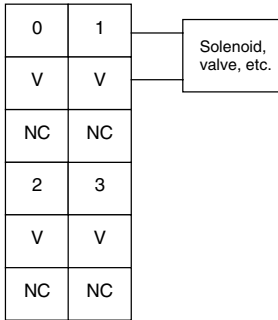 0 1
Solenoid,
valve, etc.
V V
NC NC
2 3
V V
NC NC